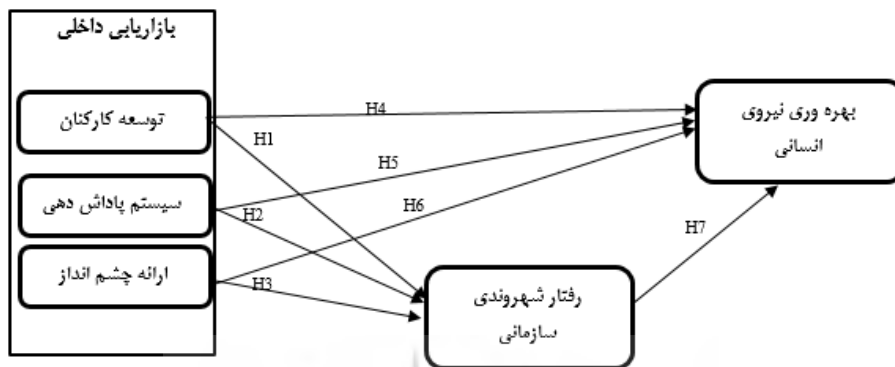 بازاریابی داخلی
توسعه کارکنان
سیستم پاداش دهی
ارائه چشم انداز
بهره وری نیروی
انسانی
رفتار شهروندی
سازمانی
H4
H1
H5
H2
H6
H3
H7